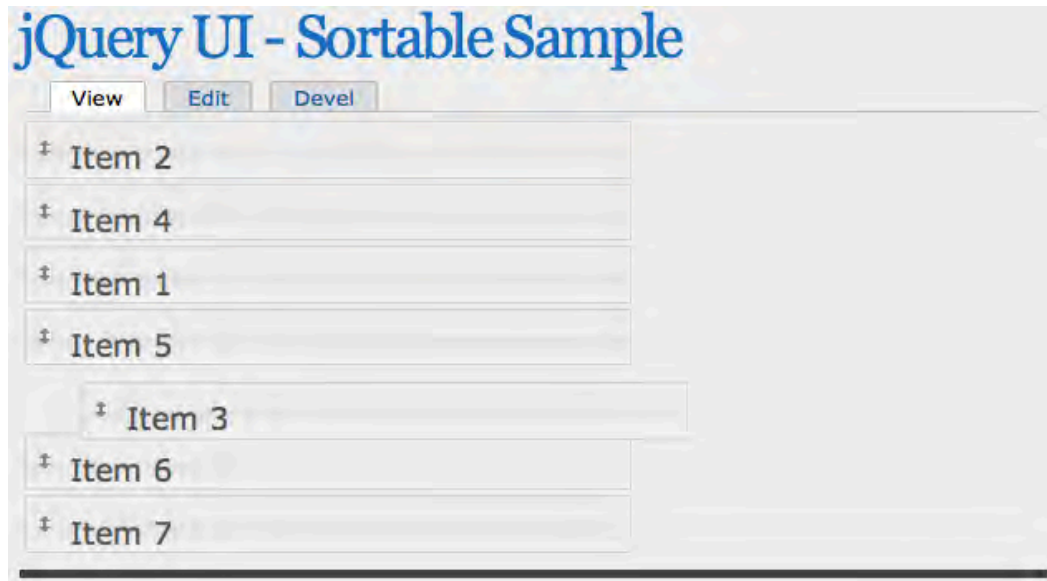 jQuery UI - Sortable Sample
View Edit Devel
Item 2
Item 4
Item 1
Item 5
Item 3
Item 6
Item 7